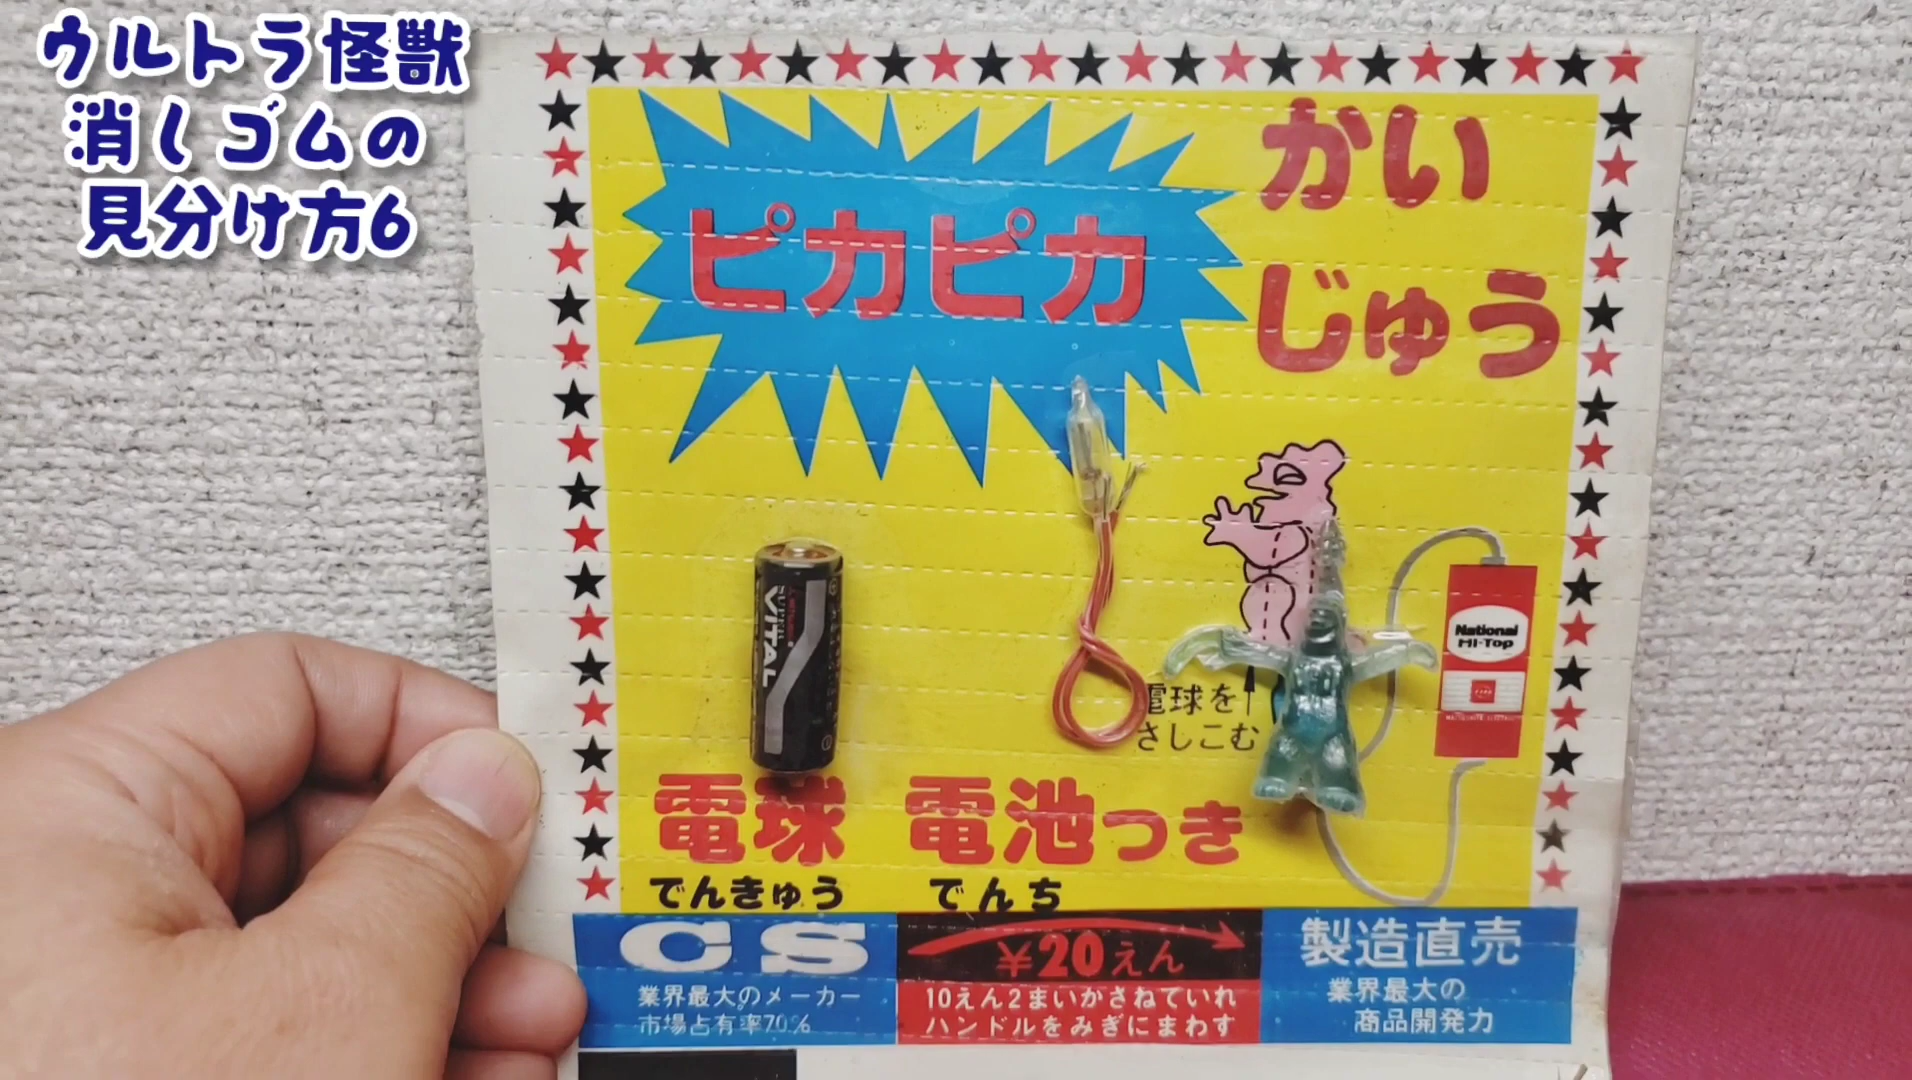 ウルトラ怪獣
消しゴムの
見分け方6
かい
じゅう
ピカピカ
National
Hi-Top
SUPER
VITAL
電球を
さしこむ
電球 電池つき
でんきゅう でんち
CS
業界最大のメーカー
市場占有率70%
¥20えん
10えん2まいかさねていれ
ハンドルをみぎにまわす
製造直売
業界最大の
商品開発力